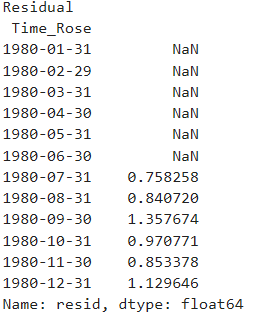 Residual
Time_Rose
1980-01-31 NaN
1980-02-29 NaN
1980-03-31 NaN
1980-04-30 NaN
1980-05-31 NaN
1980-06-30 NaN
1980-07-31 0.758258
1980-08-31 0.840720
1980-09-30 1.357674
1980-10-31 0.970771
1980-11-30 0.853378
1980-12-31 1.129646
Name: resid, dtype: float64